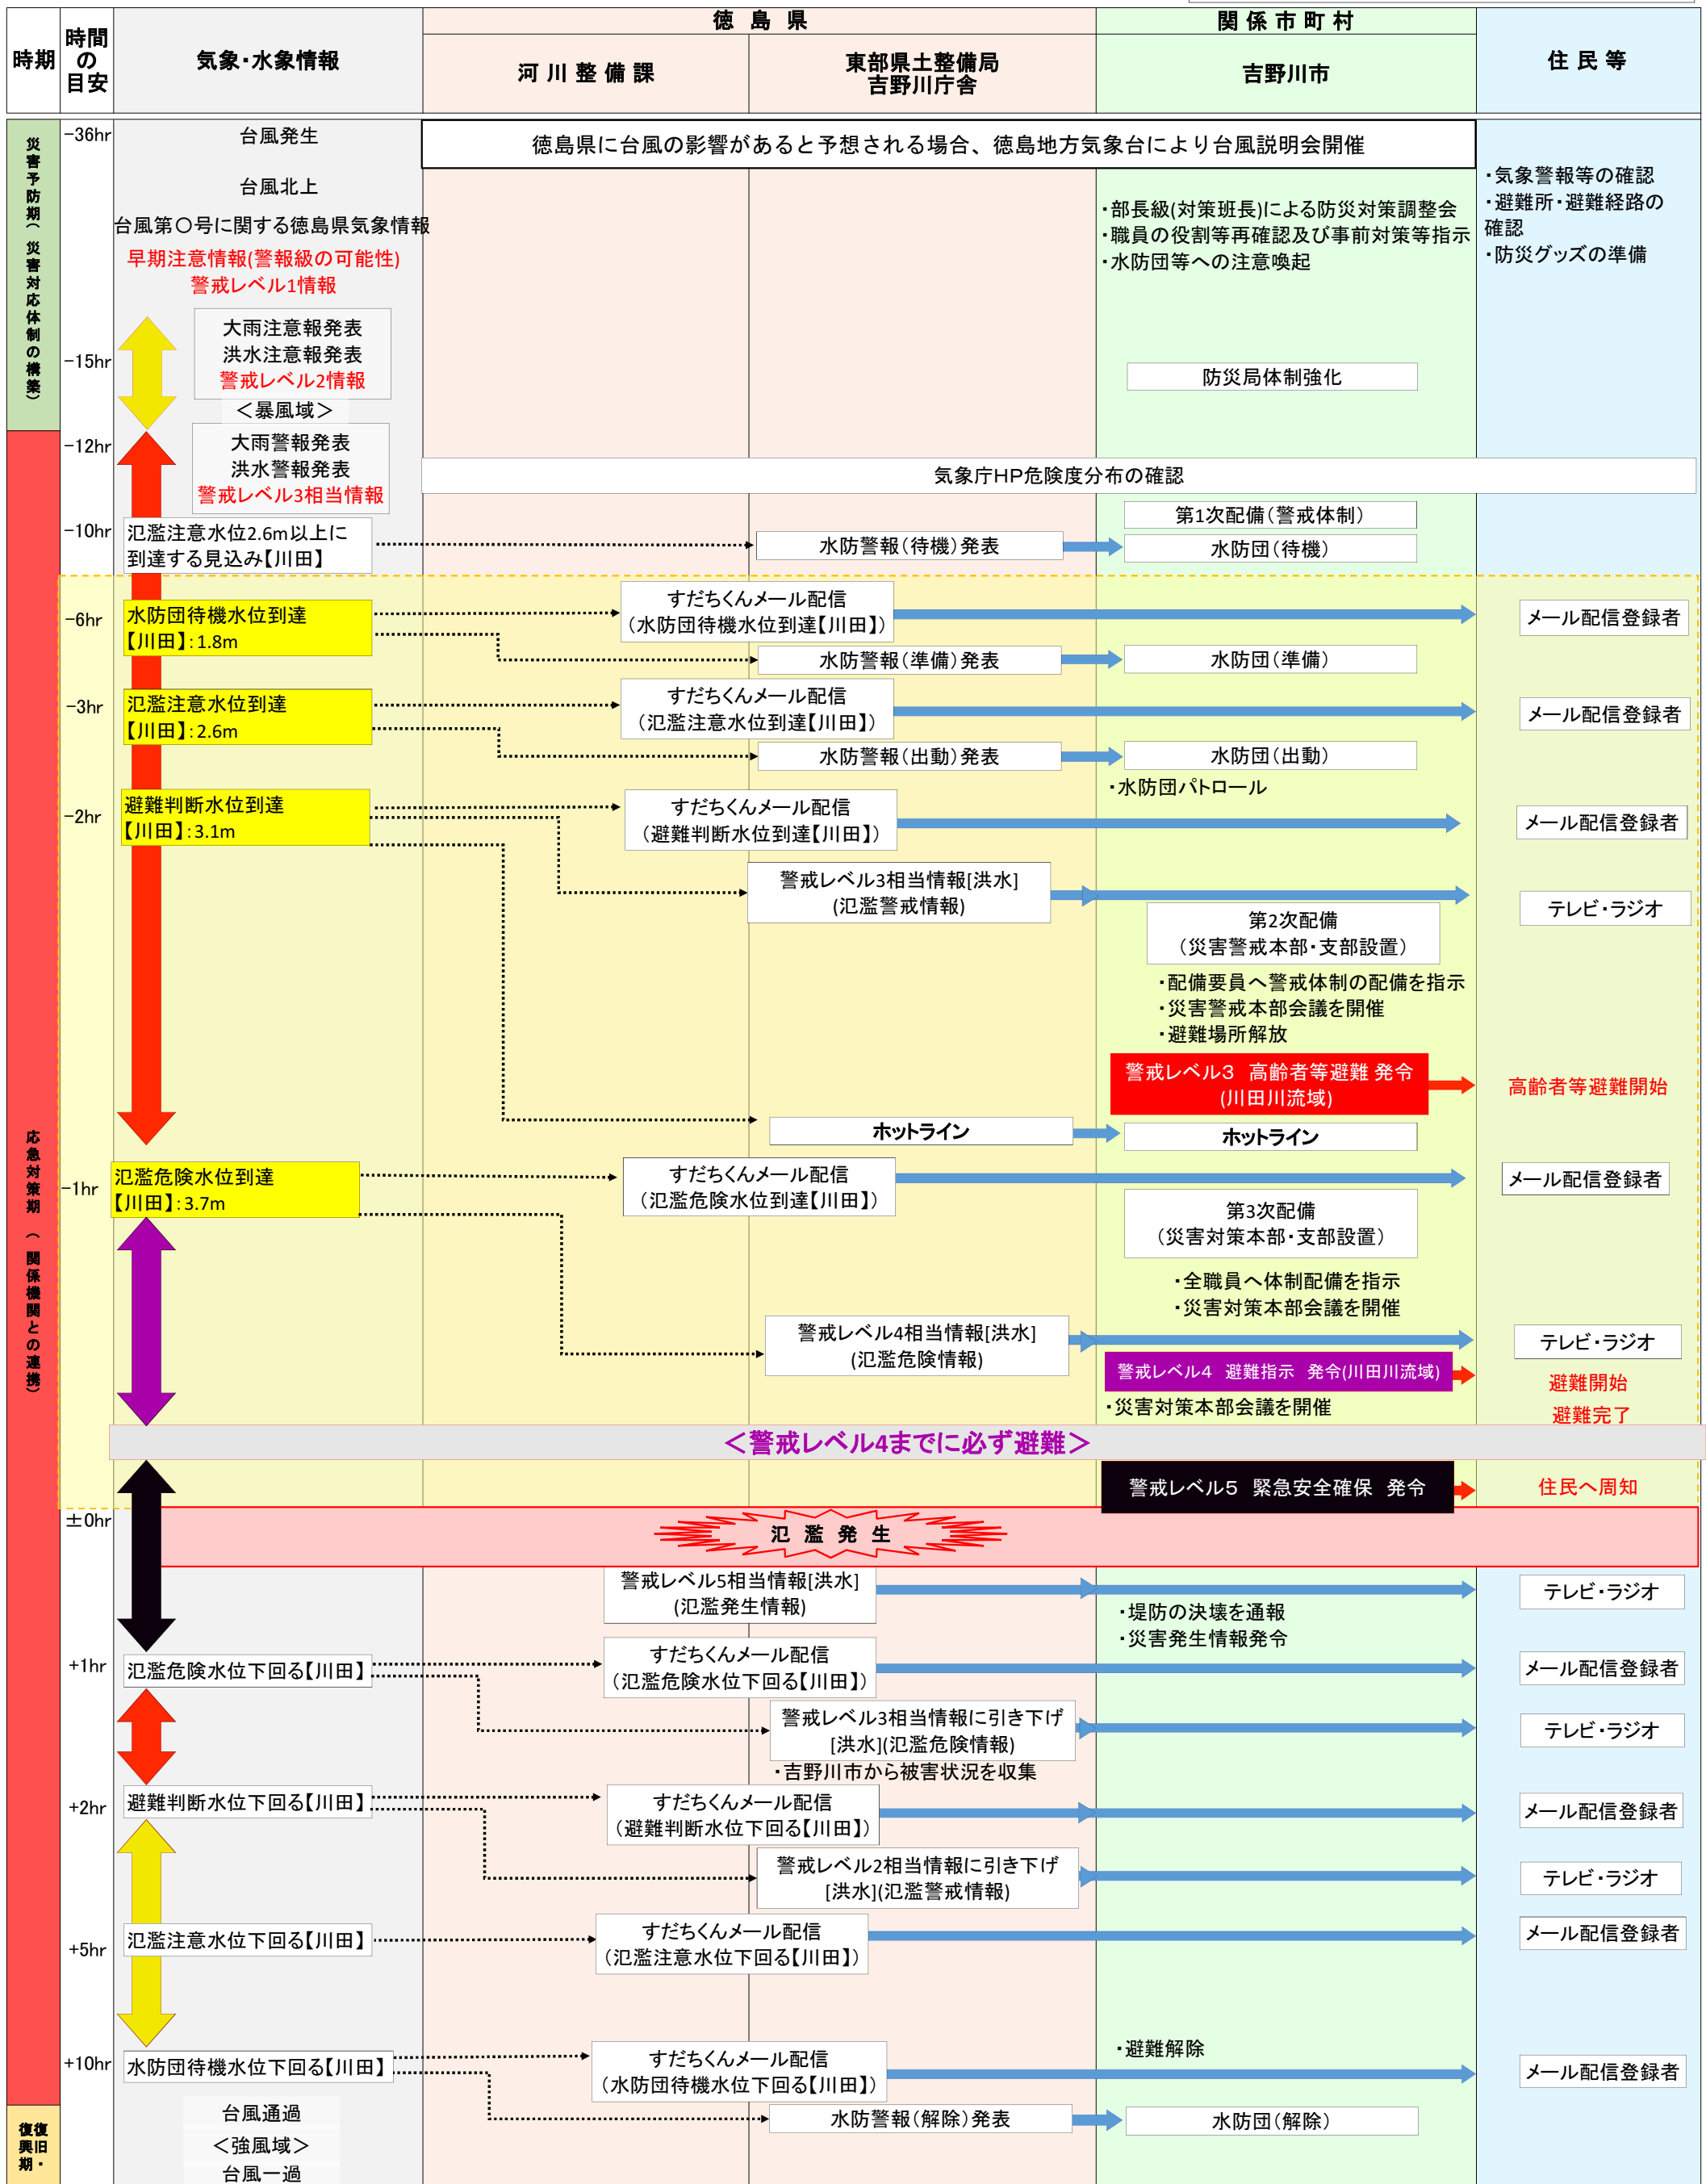 徳島県
関係市町村
時期
時間
の
目安
気象・水象情報
河川整備課
東部県土整備局
吉野川庁舎
吉野川市
住民等
災害予防期（災害対応体制の構築）
-36hr
台風発生
徳島県に台風の影響があると予想される場合、徳島地方気象台により台風説明会開催
台風北上
台風第〇号に関する徳島県気象情報
早期注意情報(警報級の可能性)
警戒レベル1情報
・部長級(対策班長)による防災対策調整会
・職員の役割等再確認及び事前対策等指示
・水防団等への注意喚起
・気象警報等の確認
・避難所・避難経路の
確認
・防災グッズの準備
大雨注意報発表
洪水注意報発表
警戒レベル2情報
-15hr
防災局体制強化
＜暴風域＞
応急対策期（関係機関との連携）
-12hr
大雨警報発表
洪水警報発表
警戒レベル3相当情報
気象庁HP危険度分布の確認
-10hr
氾濫注意水位2.6m以上に
到達する見込み【川田】
水防警報（待機）発表
第1次配備（警戒体制）
水防団（待機）
-6hr
水防団待機水位到達
【川田】：1.8m
すだちくんメール配信
（水防団待機水位到達【川田】）
メール配信登録者
水防警報（準備）発表
水防団（準備）
-3hr
氾濫注意水位到達
【川田】：2.6m
すだちくんメール配信
（氾濫注意水位到達【川田】）
メール配信登録者
水防警報（出動）発表
水防団（出動）
・水防団パトロール
-2hr
避難判断水位到達
【川田】：3.1m
すだちくんメール配信
（避難判断水位到達【川田】）
メール配信登録者
警戒レベル3相当情報[洪水]
(氾濫警戒情報)
テレビ・ラジオ
第2次配備
（災害警戒本部・支部設置）
・配備要員へ警戒体制の配備を指示
・災害警戒本部会議を開催
・避難場所解放
警戒レベル３　高齢者等避難 発令
(川田川流域)
高齢者等避難開始
ホットライン
ホットライン
-1hr
氾濫危険水位到達
【川田】：3.7m
すだちくんメール配信
（氾濫危険水位到達【川田】）
メール配信登録者
第3次配備
（災害対策本部・支部設置）
・全職員へ体制配備を指示
・災害対策本部会議を開催
警戒レベル4相当情報[洪水]
(氾濫危険情報)
テレビ・ラジオ
警戒レベル４　避難指示　発令(川田川流域)
避難開始
・災害対策本部会議を開催
避難完了
＜警戒レベル4までに必ず避難＞
警戒レベル５　緊急安全確保　発令
住民へ周知
±0hr
氾濫発生
警戒レベル5相当情報[洪水]
(氾濫発生情報)
テレビ・ラジオ
・堤防の決壊を通報
・災害発生情報発令
+1hr
氾濫危険水位下回る【川田】
すだちくんメール配信
（氾濫危険水位下回る【川田】）
メール配信登録者
警戒レベル3相当情報に引き下げ
[洪水](氾濫危険情報)
テレビ・ラジオ
・吉野川市から被害状況を収集
+2hr
避難判断水位下回る【川田】
すだちくんメール配信
（避難判断水位下回る【川田】）
メール配信登録者
警戒レベル2相当情報に引き下げ
[洪水](氾濫警戒情報)
テレビ・ラジオ
+5hr
氾濫注意水位下回る【川田】
すだちくんメール配信
（氾濫注意水位下回る【川田】）
メール配信登録者
+10hr
水防団待機水位下回る【川田】
すだちくんメール配信
（水防団待機水位下回る【川田】）
・避難解除
メール配信登録者
水防警報（解除）発表
水防団（解除）
復旧・
復興期
台風通過
＜強風域＞
台風一過